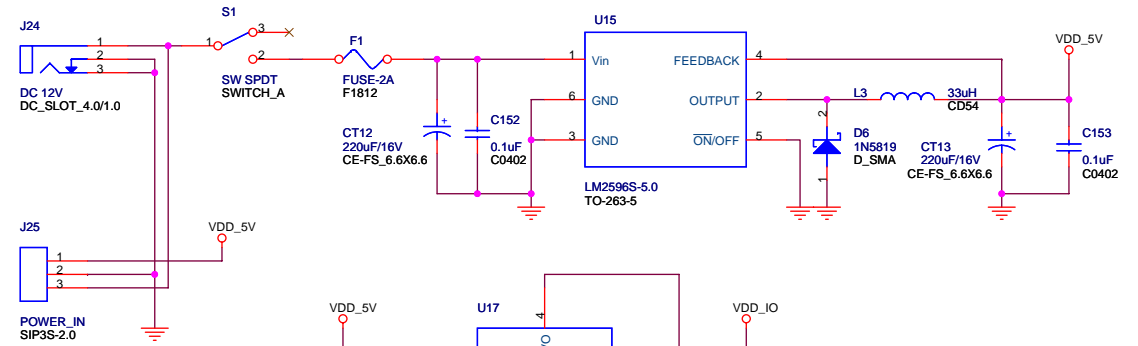 J24
1
2
3
DC 12V
DC_SLOT_4.0/1.0
S1
1
3
2
SW SPDT
SWITCH_A
F1
FUSE-2A
F1812
CT12
220uF/16V
CE-FS_6.6X6.6
C152
0.1uF
C0402
U15
1
Vin
6
GND
3
GND
FEEDBACK
4
OUTPUT
2
ON/OFF
5
LM2596S-5.0
TO-263-5
2
D6
1N5819
D_SMA
1
L3
33uH
CD54
CT13
220uF/16V
CE-FS_6.6X6.6
VDD_5V
C153
0.1uF
C0402
J25
1
2
3
POWER_IN
SIP3S-2.0
VDD_5V
VDD_5V
U17
4
VO
VDD_IO